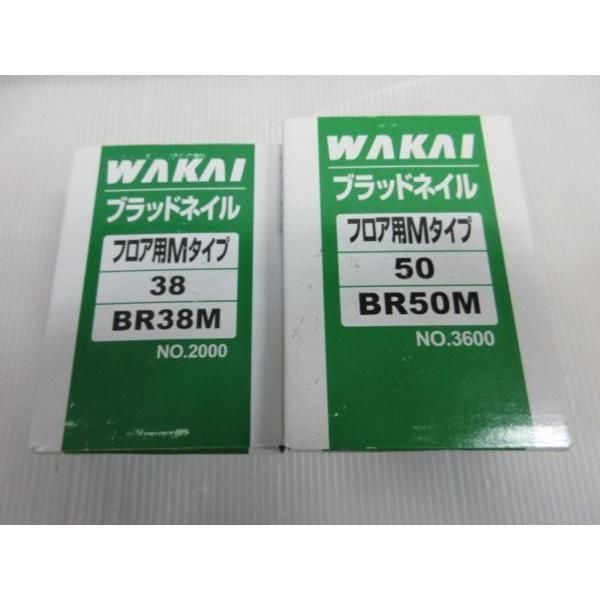 WAKAI
ブラッドネイル
フロア用Mタイプ
38
BR38M
NO.2000
WAKAI
ブラッドネイル
フロア用Mタイプ
50
BR50M
NO.3600